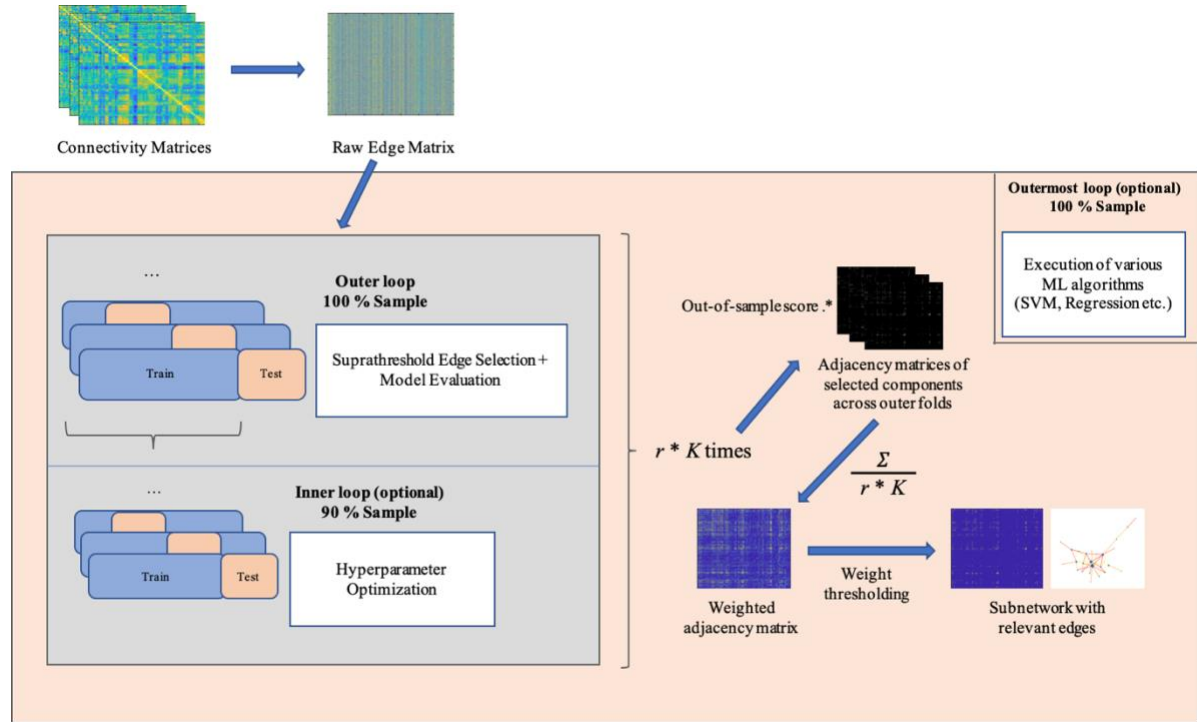 Connectivity Matrices
Raw Edge Matrix
Outermost loop (optional)
100 % Sample
Execution of various
ML algorithms
(SVM, Regression etc.)
...
Outer loop
100 % Sample
Train
Test
Suprathreshold Edge Selection +
Model Evaluation
...
Inner loop (optional)
90 % Sample
Train
Test
Hyperparameter
Optimization
r * K times
Out-of-sample score .*
Adjacency matrices of
selected components
across outer folds
Σ
r * K
Weighted
adjacency matrix
Weight
thresholding
Subnetwork with
relevant edges